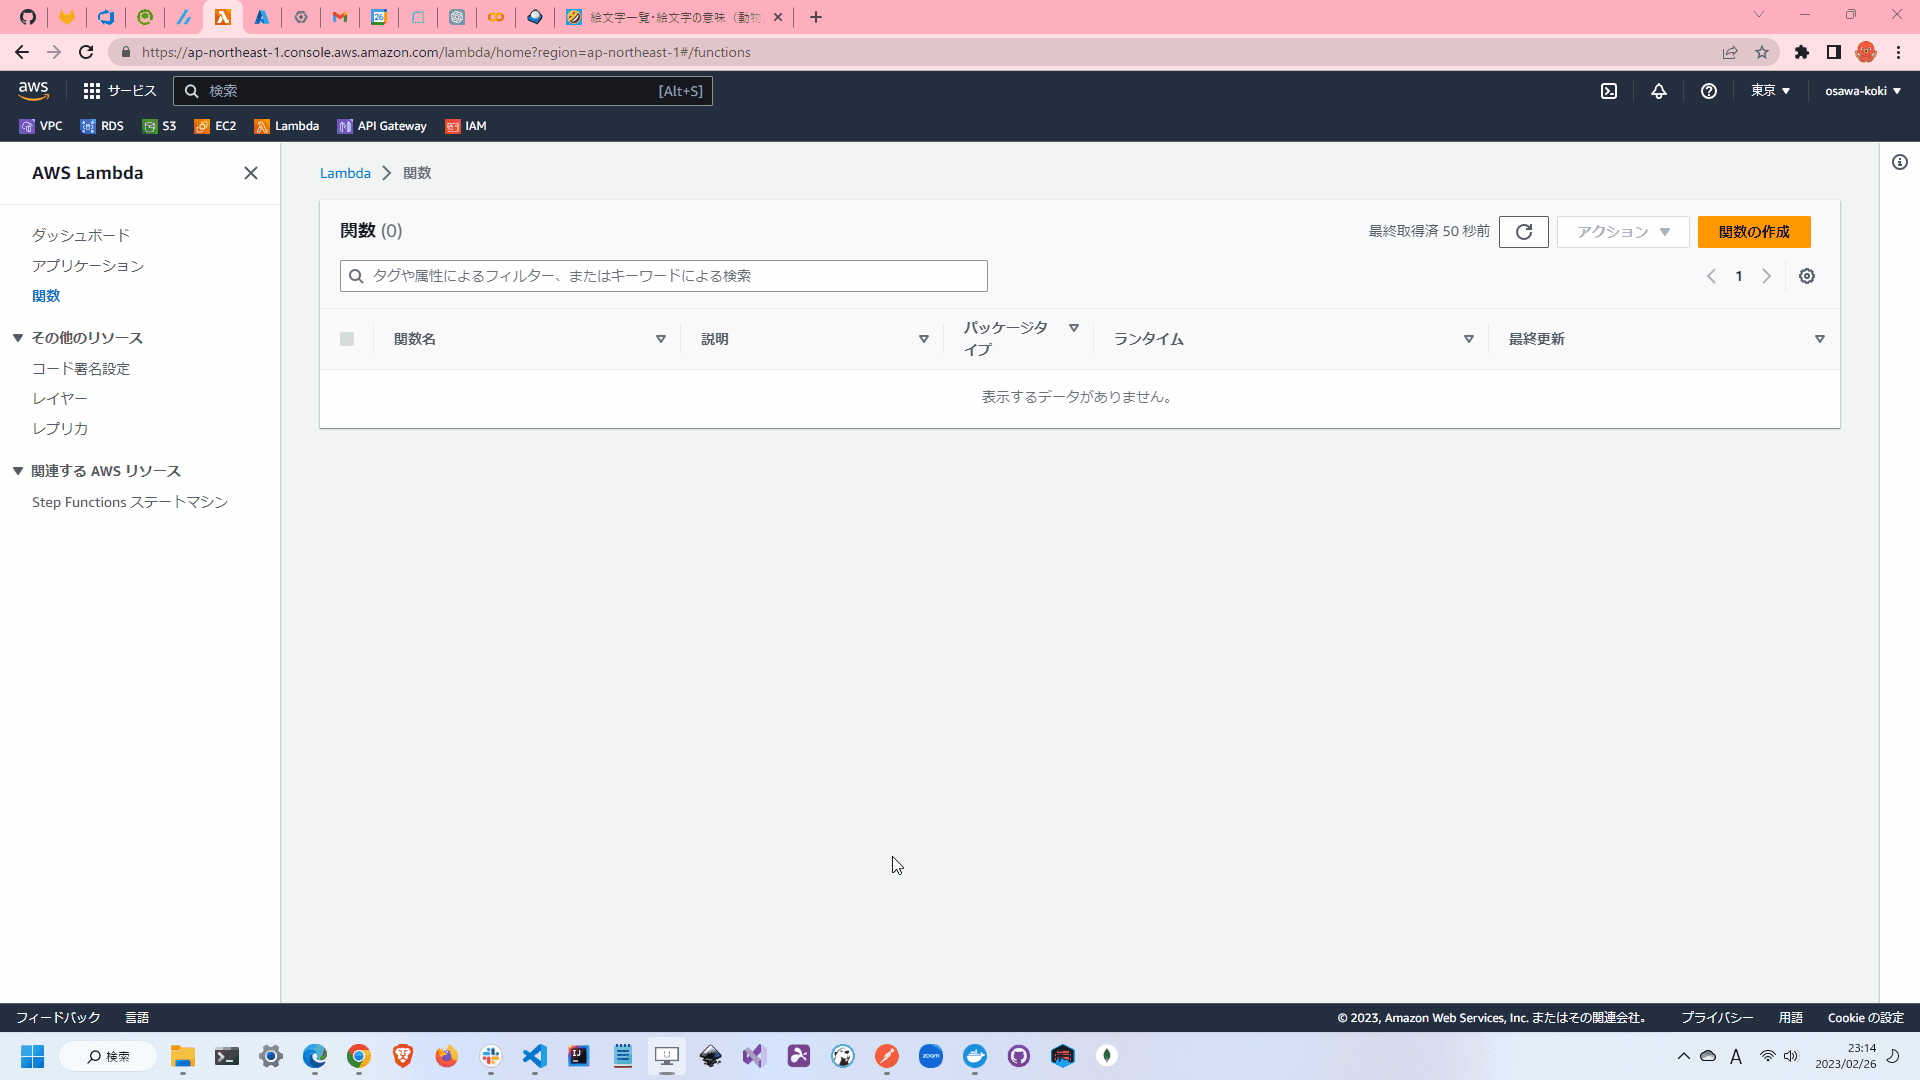 絵文字一覧・絵文字の意味（動物
https://ap-northeast-1.console.aws.amazon.com/lambda/home?region=ap-northeast-1#/functions
aws サービス 検索 [Alt+S] 東京 osawa-koki
VPC RDS S3 EC2 Lambda API Gateway IAM
AWS Lambda
ダッシュボード
アプリケーション
関数
その他のリソース
コード署名設定
レイヤー
レプリカ
関連する AWS リソース
Step Functions ステートマシン
Lambda 関数
関数 (0)
最終取得済 50 秒前
アクション
関数の作成
タグや属性によるフィルター、またはキーワードによる検索
1
関数名 説明 パッケージタイプ ランタイム 最終更新
表示するデータがありません。
フィードバック 言語
© 2023, Amazon Web Services, Inc. またはその関連会社。 プライバシー 用語 Cookie の設定
検索
zoom
A
23:14
2023/02/26